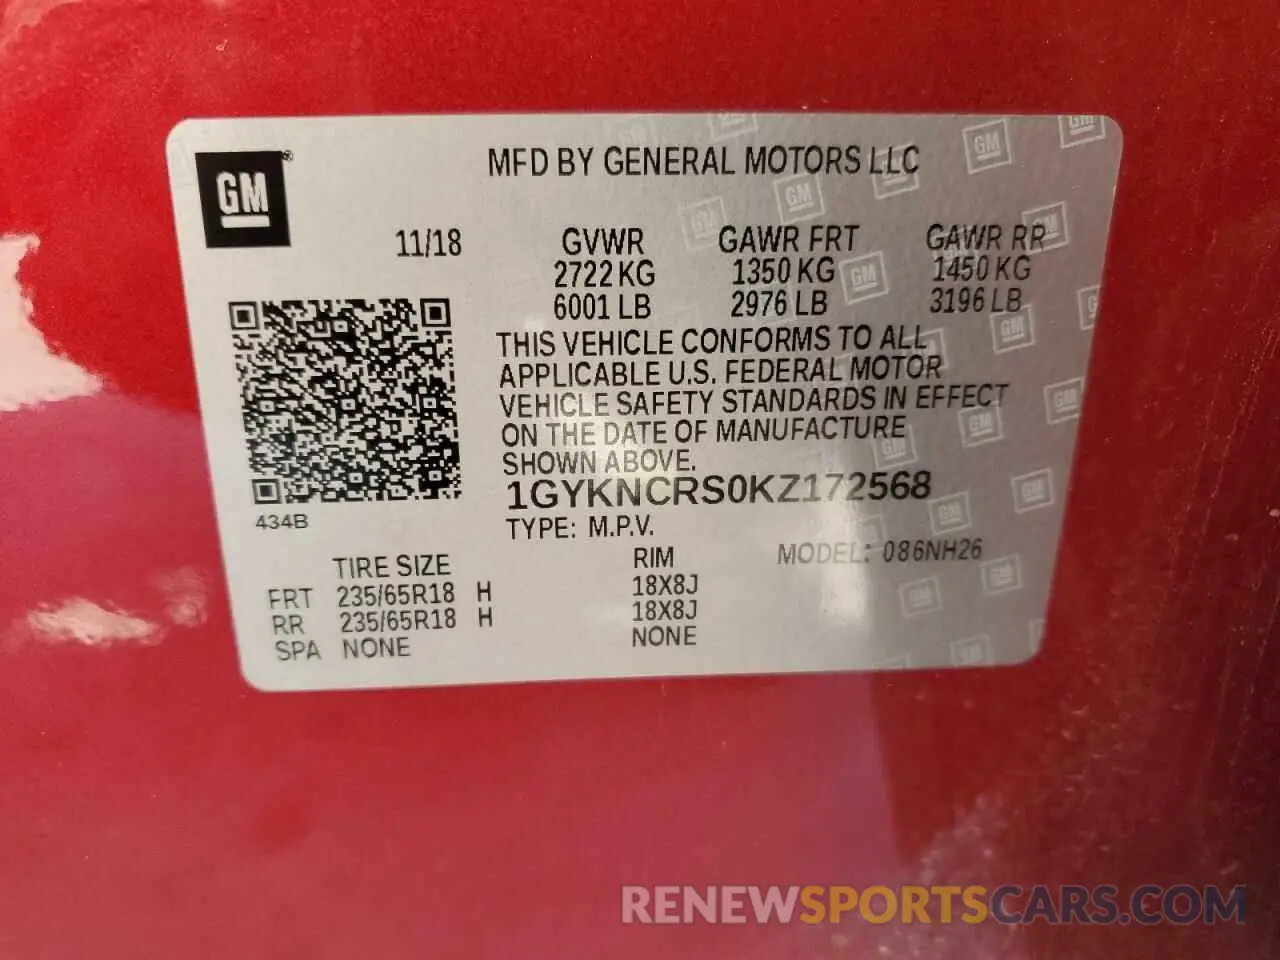 GM
MFD BY GENERAL MOTORS LLC
11/18 GVWR GAWR FRT GAWR RR
2722 KG 1350 KG 1450 KG
6001 LB 2976 LB 3196 LB
THIS VEHICLE CONFORMS TO ALL
APPLICABLE U.S. FEDERAL MOTOR
VEHICLE SAFETY STANDARDS IN EFFECT
ON THE DATE OF MANUFACTURE
SHOWN ABOVE.
1GYKNCRS0KZ172568
434B
TYPE: M.P.V.
MODEL: 086NH26
TIRE SIZE RIM
FRT 235/65R18 H 18X8J
RR 235/65R18 H 18X8J
SPA NONE NONE
RENEWSPORTSCARS.COM